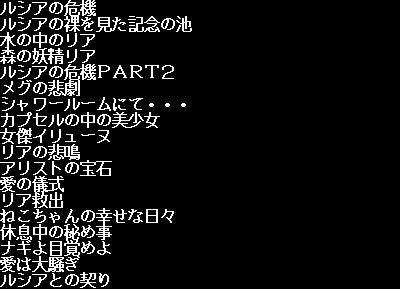 ルシアの危機
ルシアの裸を見た記念の池
水の中のリア
森の妖精リア
ルシアの危機ＰＡＲＴ２
メグの悲劇
シャワールームにて・・・
カプセルの中の美少女
女傑イリューヌ
リアの悲鳴
アリストの宝石
愛の儀式
リア救出
ねこちゃんの幸せな日々
休息中の秘め事
ナギよ目覚めよ
愛は大騒ぎ
ルシアとの契り